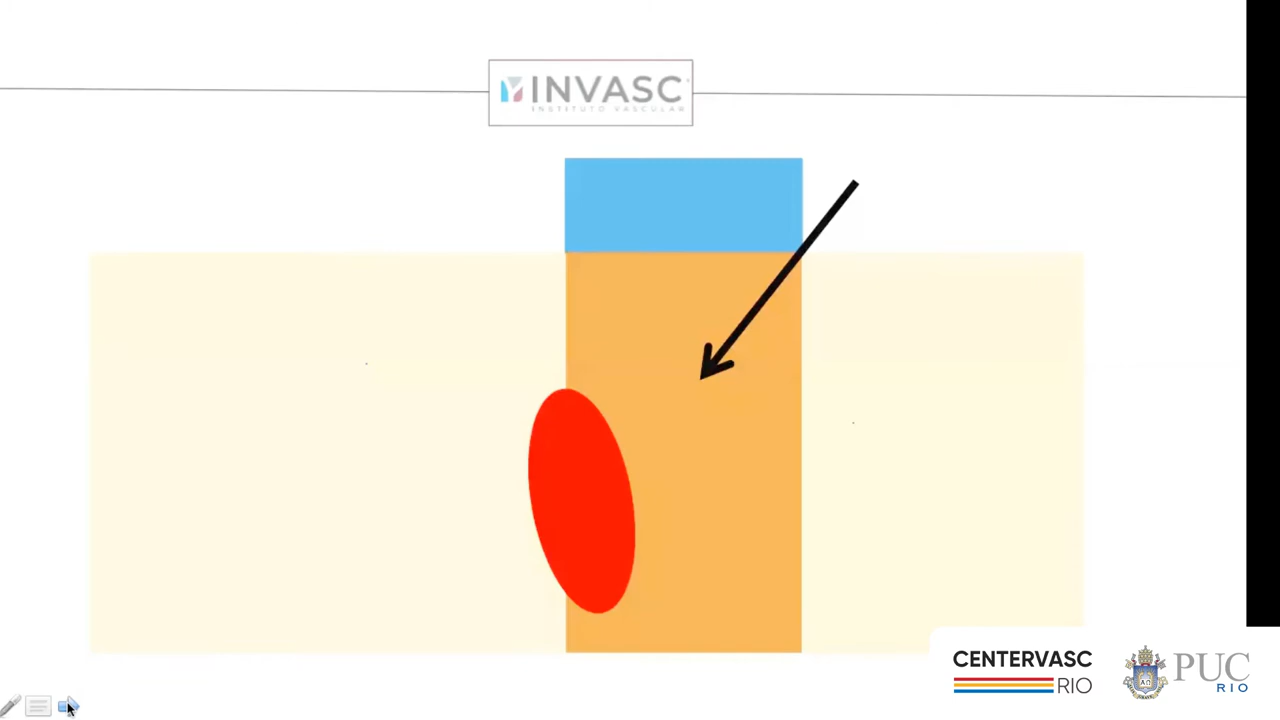 INVASC
INSTITUTO VASCULAR
CENTERVASC
RIO
PUC
RIO